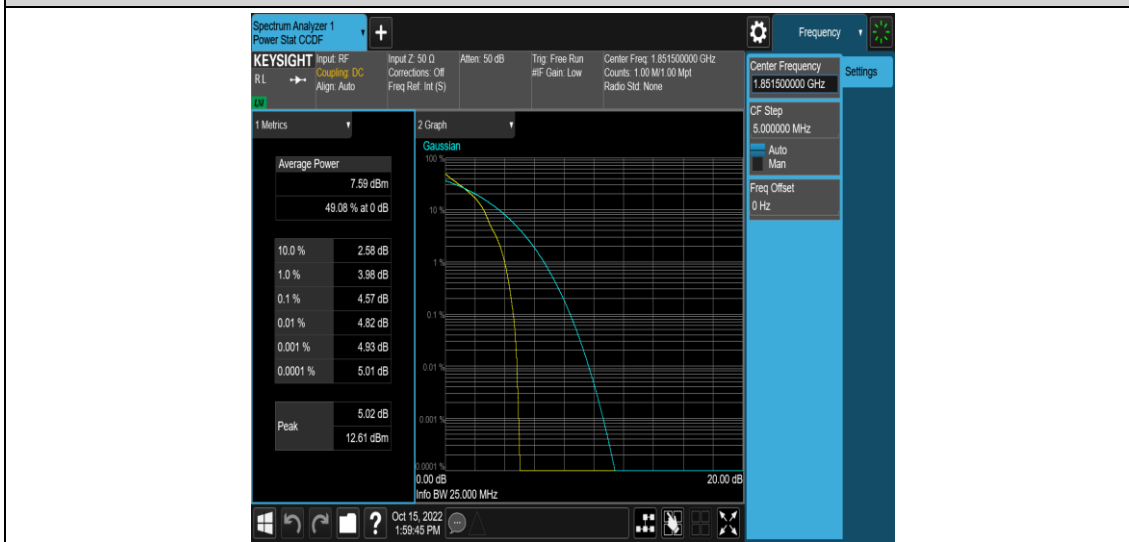 Spectrum Analyzer 1
Power Stat CCDF
+
Frequency
KEYSIGHT
RL
Input: RF
Coupling: DC
Align: Auto
Input Z: 50 Ω
Corrections: Off
Freq Ref: Int (S)
Atten: 50 dB
Trig: Free Run
#IF Gain: Low
Center Freq: 1.851500000 GHz
Counts: 1.00 M/1.00 Mpt
Radio Std: None
Center Frequency
1.851500000 GHz
Settings
CF Step
5.000000 MHz
Auto
Man
Freq Offset
0 Hz
1 Metrics
Average Power
7.59 dBm
49.08 % at 0 dB
10.0 % 2.58 dB
1.0 % 3.98 dB
0.1 % 4.57 dB
0.01 % 4.82 dB
0.001 % 4.93 dB
0.0001 % 5.01 dB
Peak
5.02 dB
12.61 dBm
2 Graph
Gaussian
100 %
10 %
1 %
0.1 %
0.01 %
0.001 %
0.0001 %
0.00 dB 20.00 dB
Info BW 25.000 MHz
?
Oct 15, 2022
1:59:45 PM